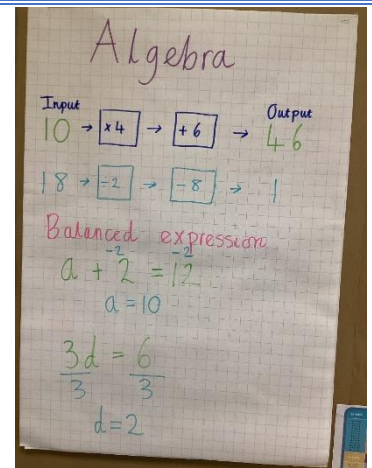 Algebra
Input Output
10 → ×4 → +6 → 46
18 → ÷2 → -8 → 1
Balanced expression
-2 -2
a + 2 = 12
a = 10
3d = 6
3 3
d = 2